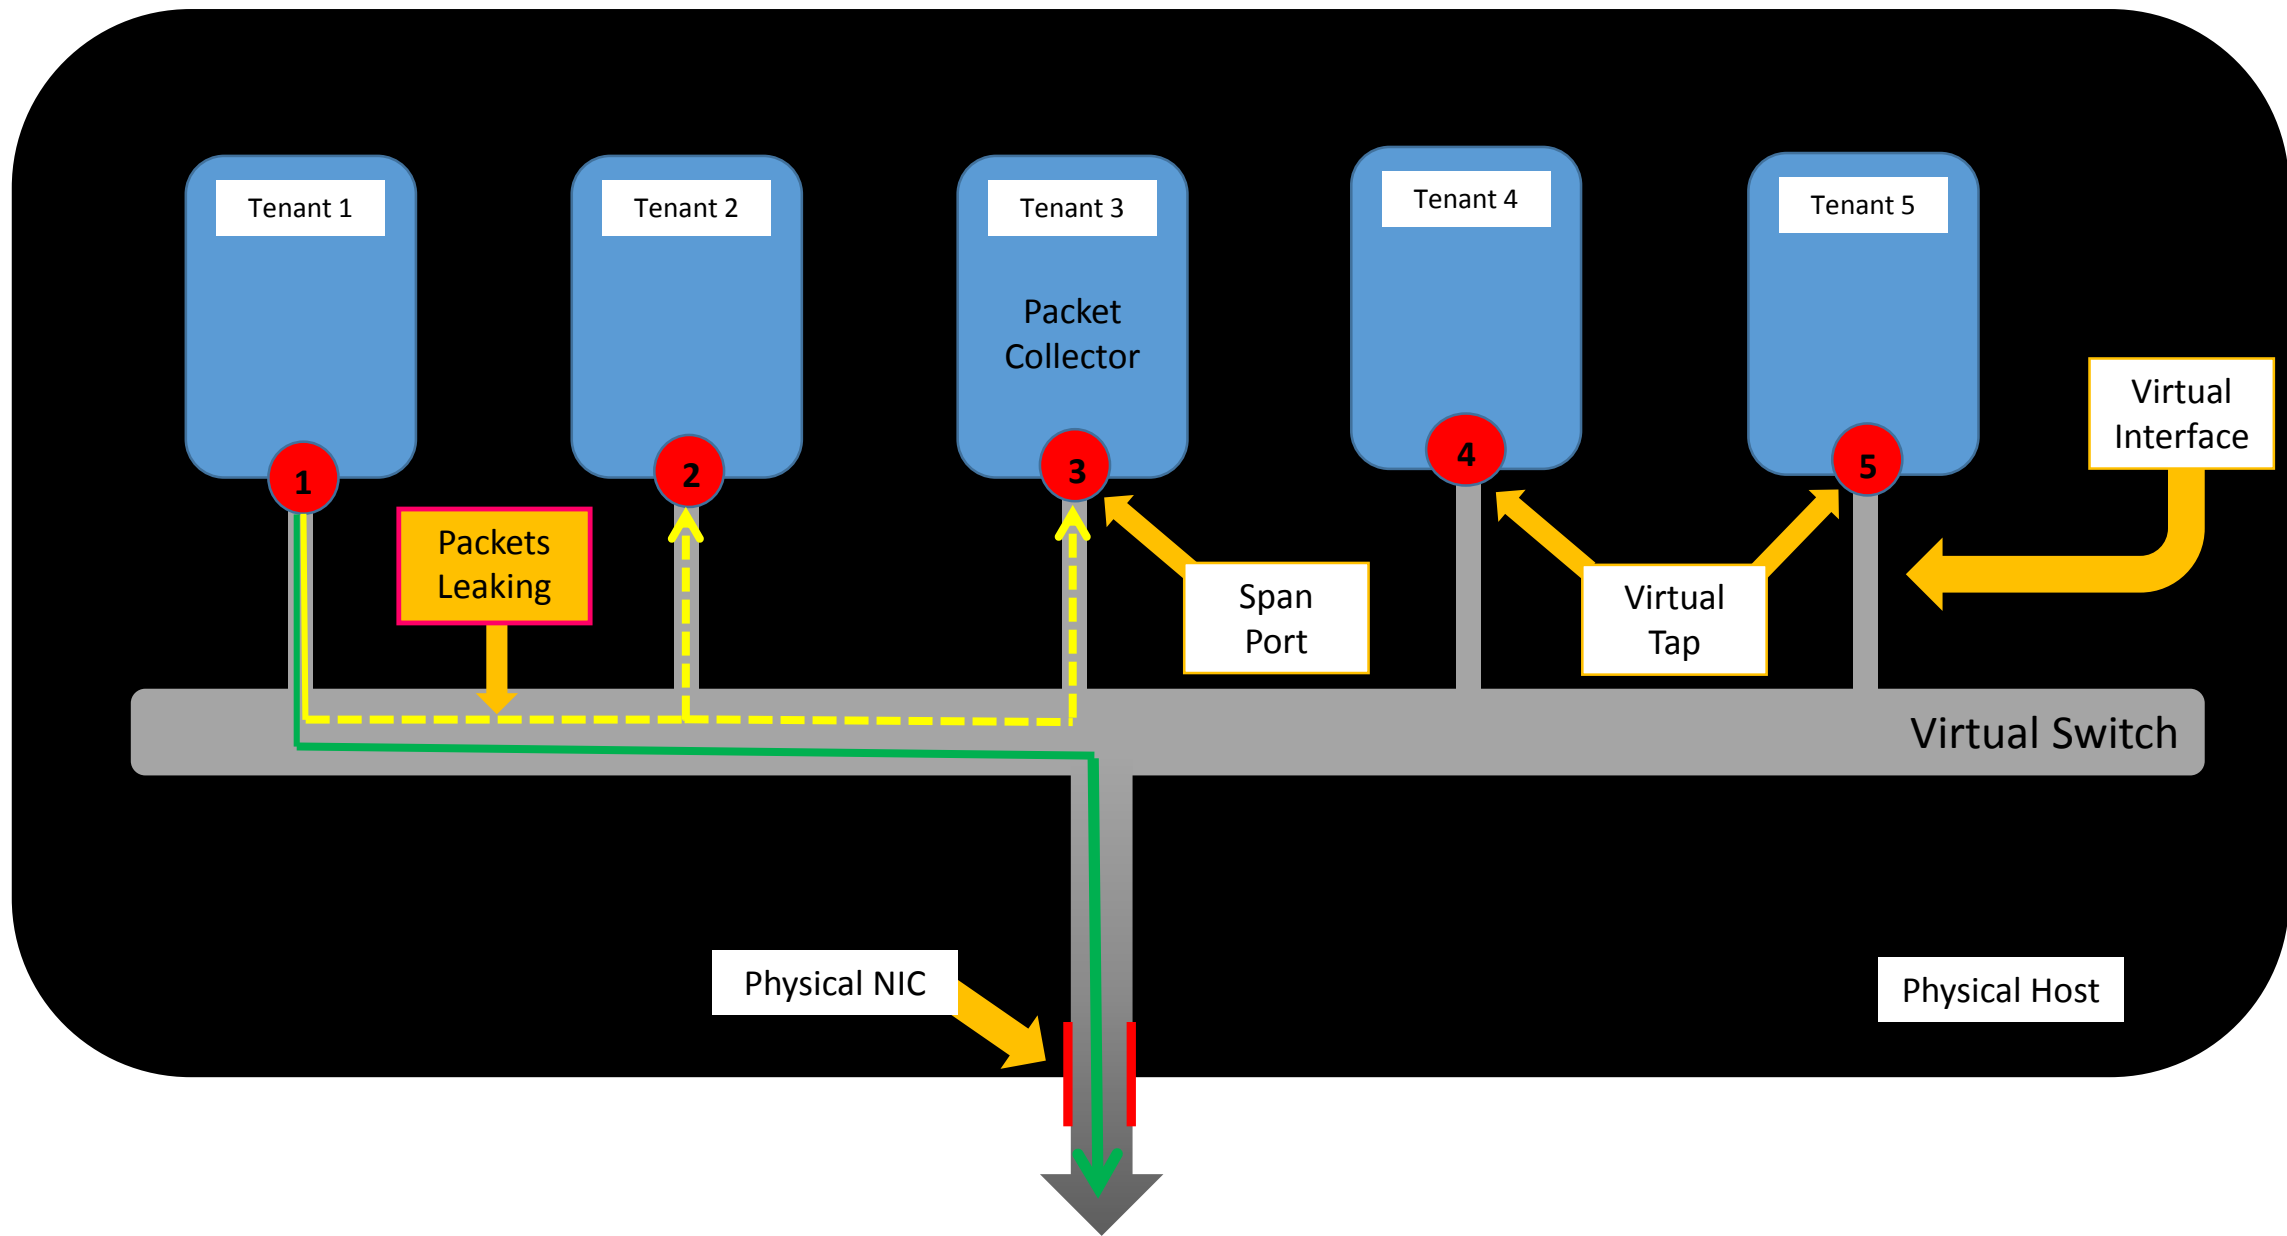 Tenant 1
Tenant 2
Tenant 3
Tenant 4
Tenant 5
Packet
Collector
Virtual
Interface
1
2
3
4
5
Packets
Leaking
Span
Port
Virtual
Tap
Virtual Switch
Physical NIC
Physical Host